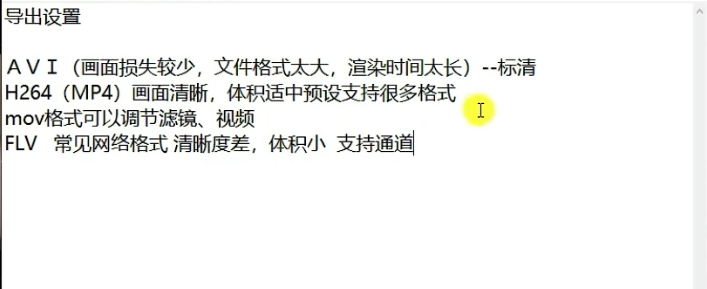 导出设置
ＡＶＩ（画面损失较少，文件格式太大，渲染时间太长）--标清
H264（MP4）画面清晰，体积适中预设支持很多格式
mov格式可以调节滤镜、视频
FLV   常见网络格式 清晰度差，体积小  支持通道